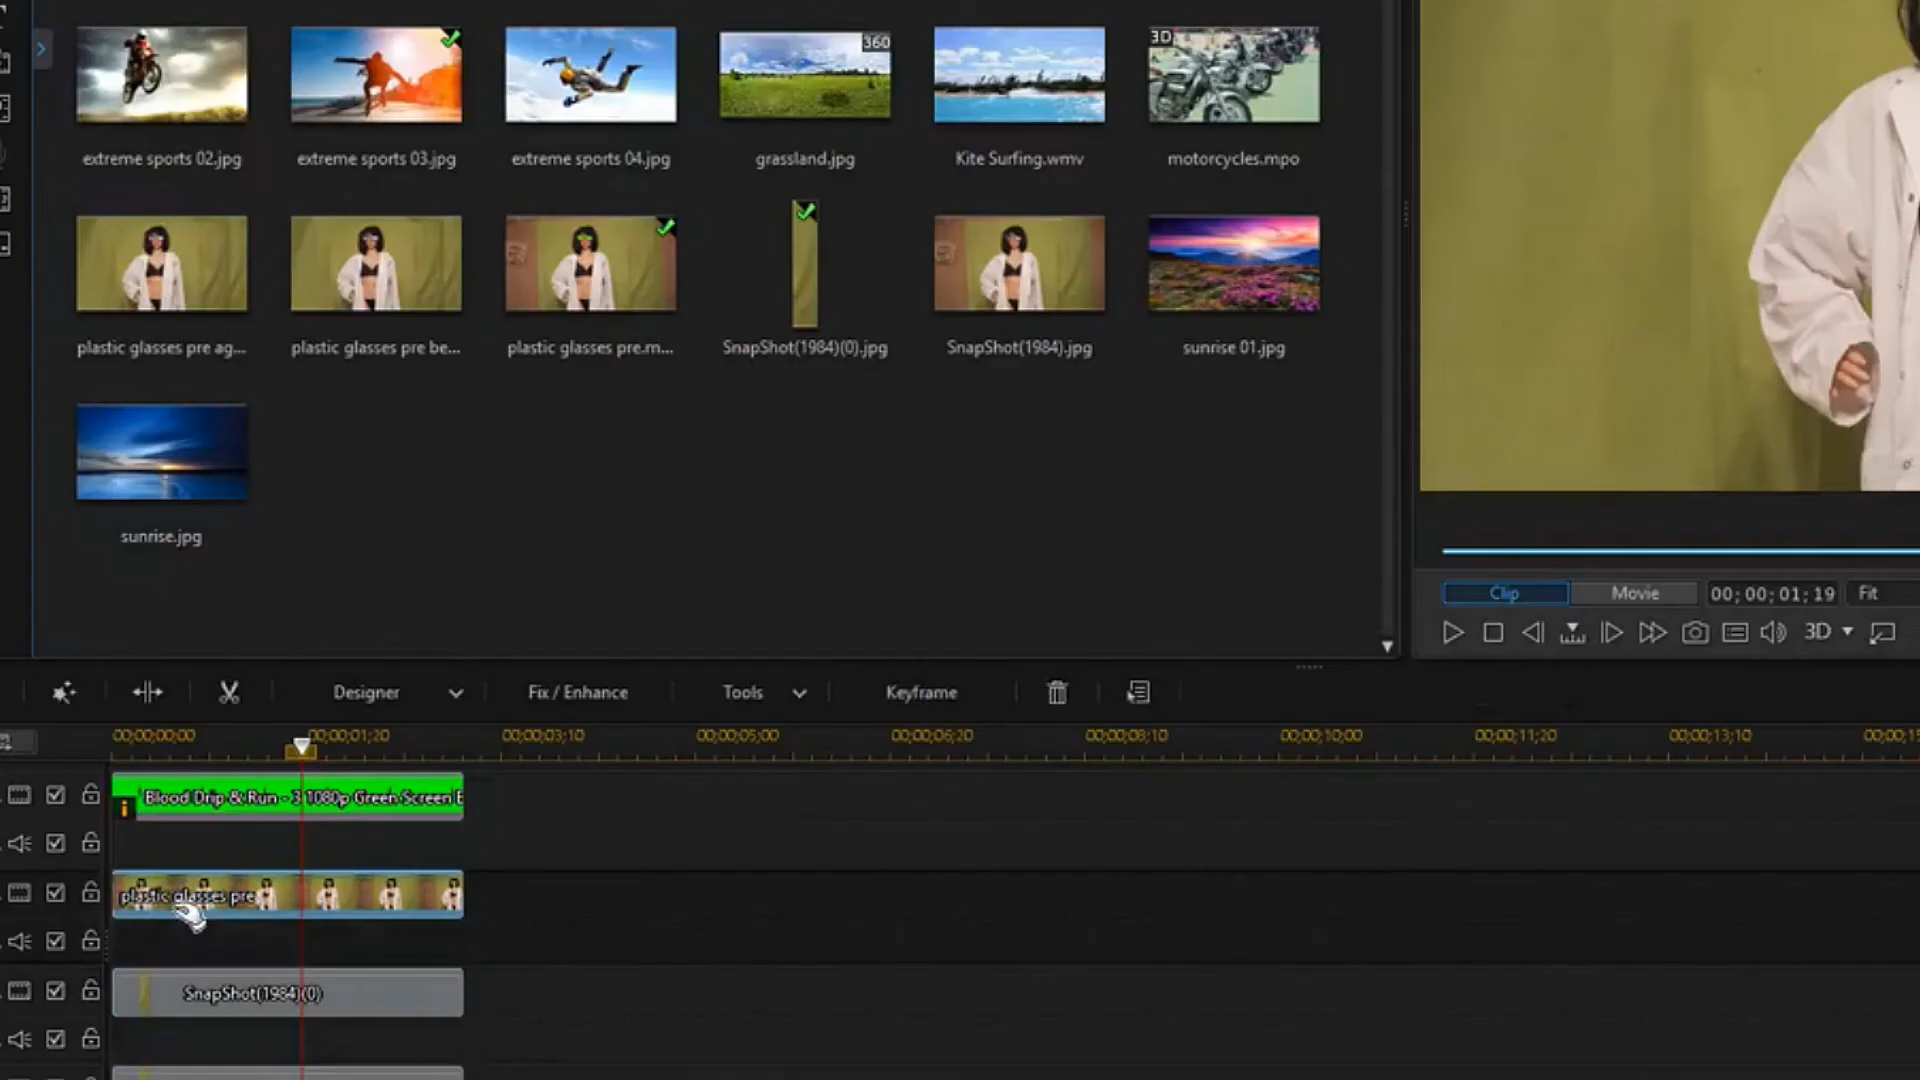 360
3D
extreme sports 02.jpg
extreme sports 03.jpg
extreme sports 04.jpg
grassland.jpg
Kite Surfing.wmv
motorcycles.mpo
plastic glasses pre ag...
plastic glasses pre be...
plastic glasses pre.m...
SnapShot(1984)(0).jpg
SnapShot(1984).jpg
sunrise 01.jpg
sunrise.jpg
Clip
Movie
00;00;01;19
Fit
3D
Designer
Fix / Enhance
Tools
Keyframe
00;00;00;00
00;00;01;20
00;00;03;10
00;00;05;00
00;00;06;20
00;00;08;10
00;00;10;00
00;00;11;20
00;00;13;10
00;00;15
Blood Drip & Run - 3 1080p Green Screen E
plastic glasses pre
SnapShot(1984)(0)